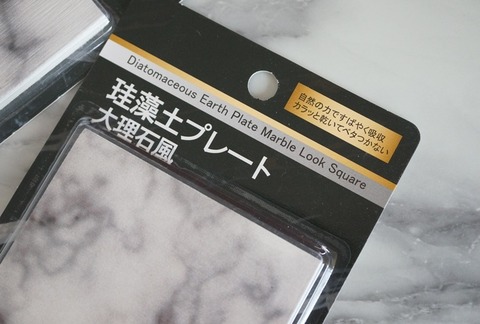 Diatomaceous Earth Plate Marble Look Square
自然の力ですばやく吸収
カラッと乾いてベタつかない
珪藻土プレート
大理石風